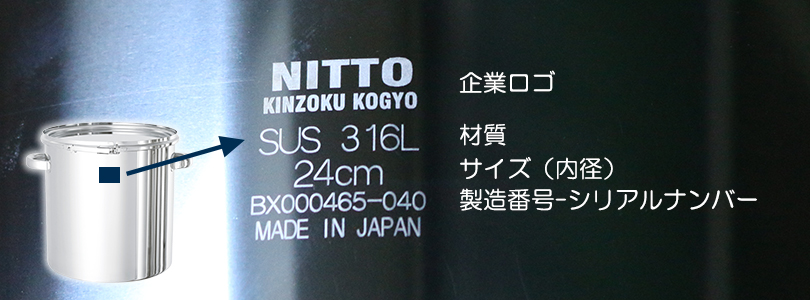 NITTO
KINZOKU KOGYO
SUS 316L
24cm
BX000465-040
MADE IN JAPAN
企業ロゴ
材質
サイズ（内径）
製造番号-シリアルナンバー